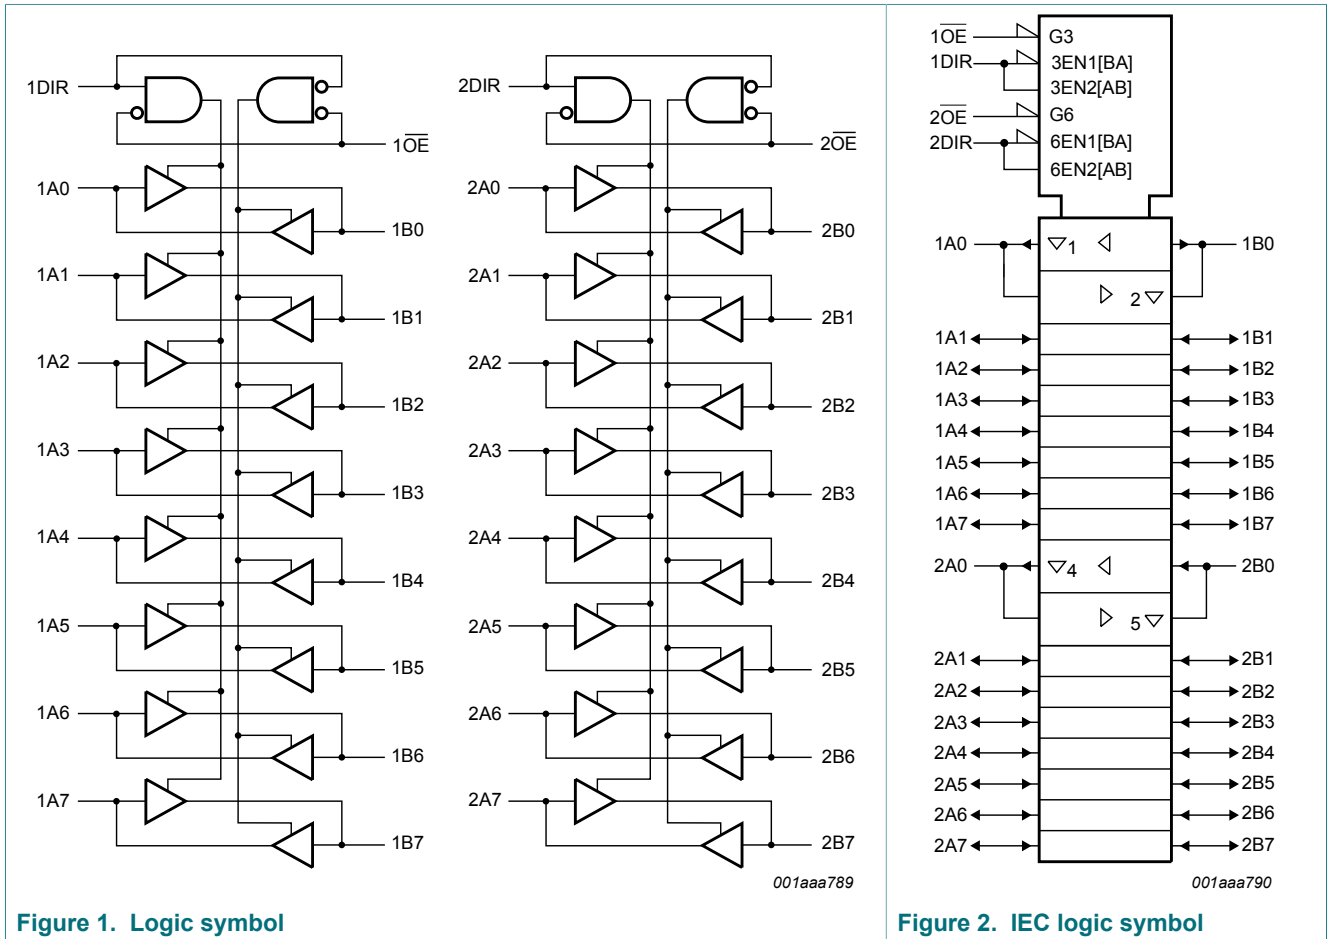 1DIR
1O̅E̅
1A0
1B0
1A1
1B1
1A2
1B2
1A3
1B3
1A4
1B4
1A5
1B5
1A6
1B6
1A7
1B7
2DIR
2O̅E̅
2A0
2B0
2A1
2B1
2A2
2B2
2A3
2B3
2A4
2B4
2A5
2B5
2A6
2B6
2A7
2B7
001aaa789
Figure 1. Logic symbol
1O̅E̅ G3
1DIR 3EN1[BA]
3EN2[AB]
2O̅E̅ G6
2DIR 6EN1[BA]
6EN2[AB]
1A0 1 1B0
2
1A1 1B1
1A2 1B2
1A3 1B3
1A4 1B4
1A5 1B5
1A6 1B6
1A7 1B7
2A0 4 2B0
5
2A1 2B1
2A2 2B2
2A3 2B3
2A4 2B4
2A5 2B5
2A6 2B6
2A7 2B7
001aaa790
Figure 2. IEC logic symbol